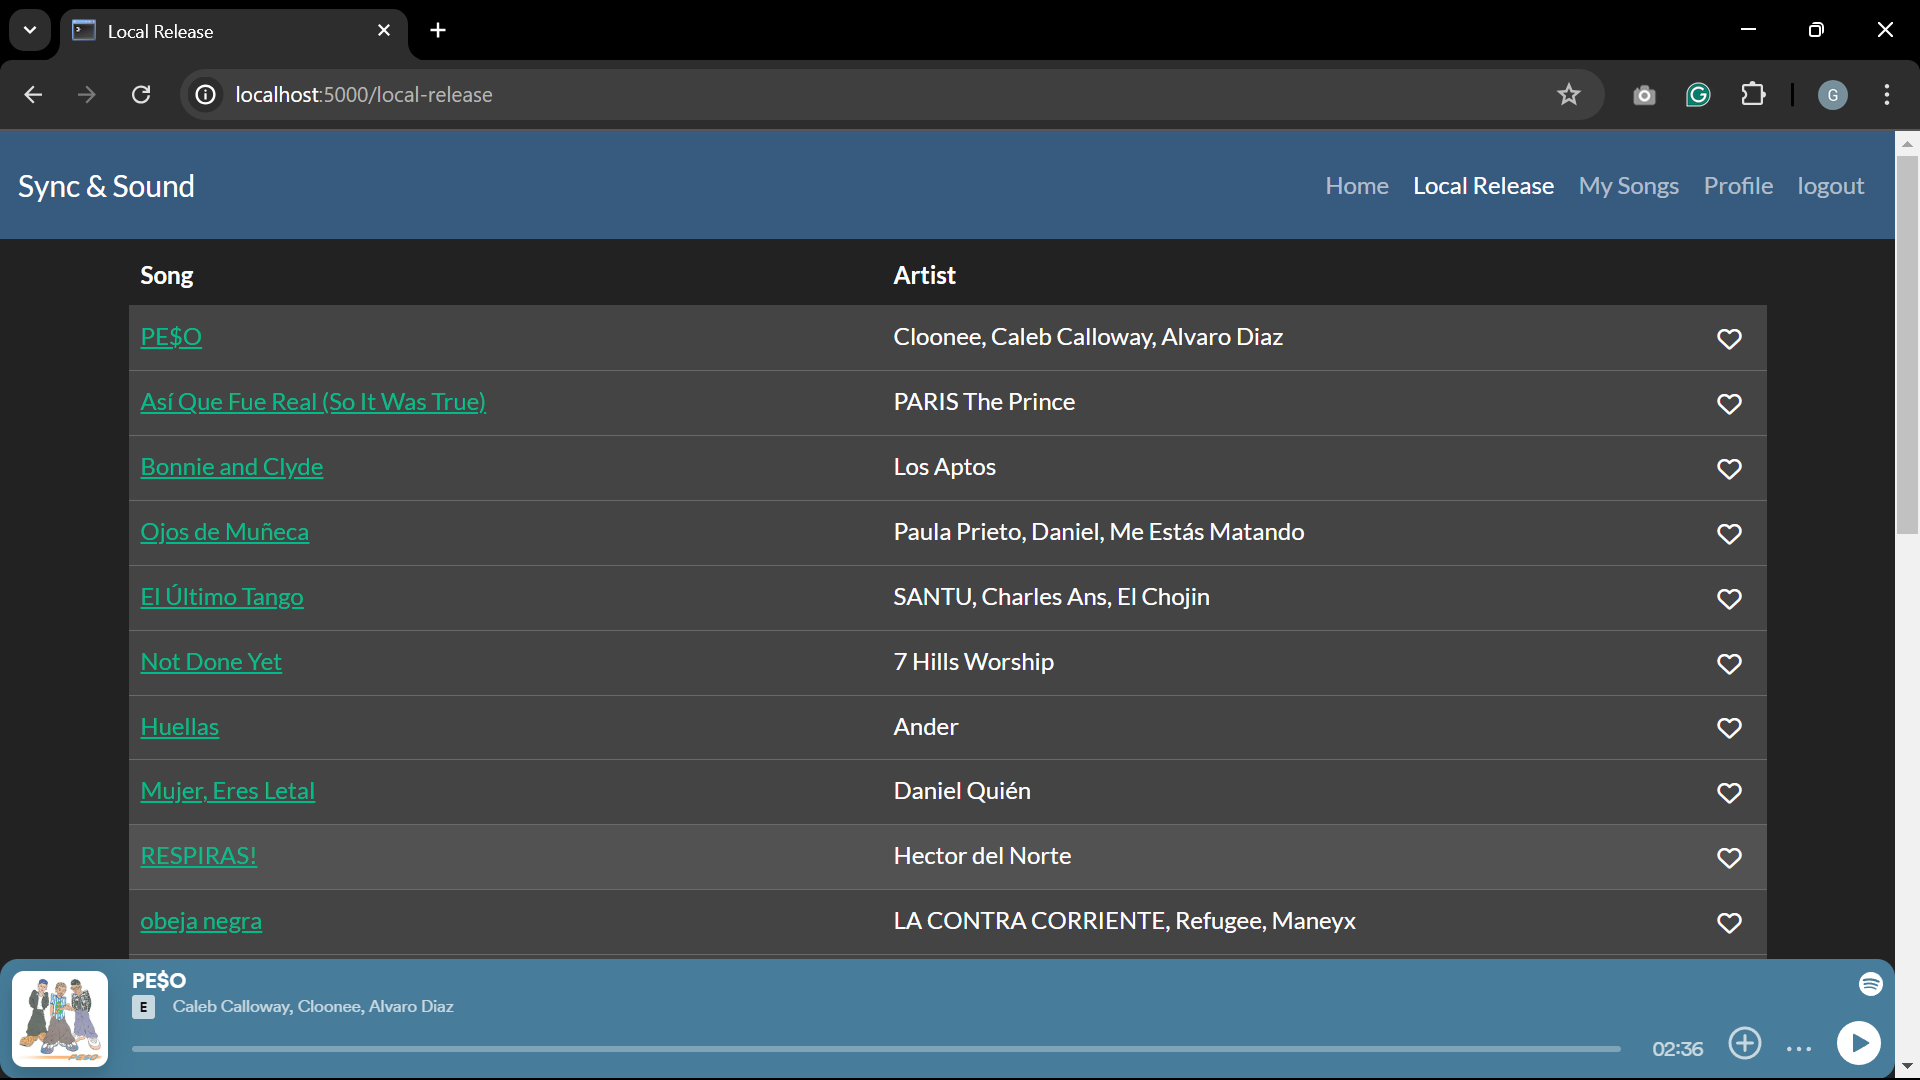 Local Release
localhost:5000/local-release
G
Sync & Sound
Home Local Release My Songs Profile logout
Song Artist
PE$O Cloonee, Caleb Calloway, Alvaro Diaz
Así Que Fue Real (So It Was True) PARIS The Prince
Bonnie and Clyde Los Aptos
Ojos de Muñeca Paula Prieto, Daniel, Me Estás Matando
El Último Tango SANTU, Charles Ans, El Chojin
Not Done Yet 7 Hills Worship
Huellas Ander
Mujer, Eres Letal Daniel Quién
RESPIRAS! Hector del Norte
obeja negra LA CONTRA CORRIENTE, Refugee, Maneyx
PE$O
E Caleb Calloway, Cloonee, Alvaro Diaz
PE$O
02:36